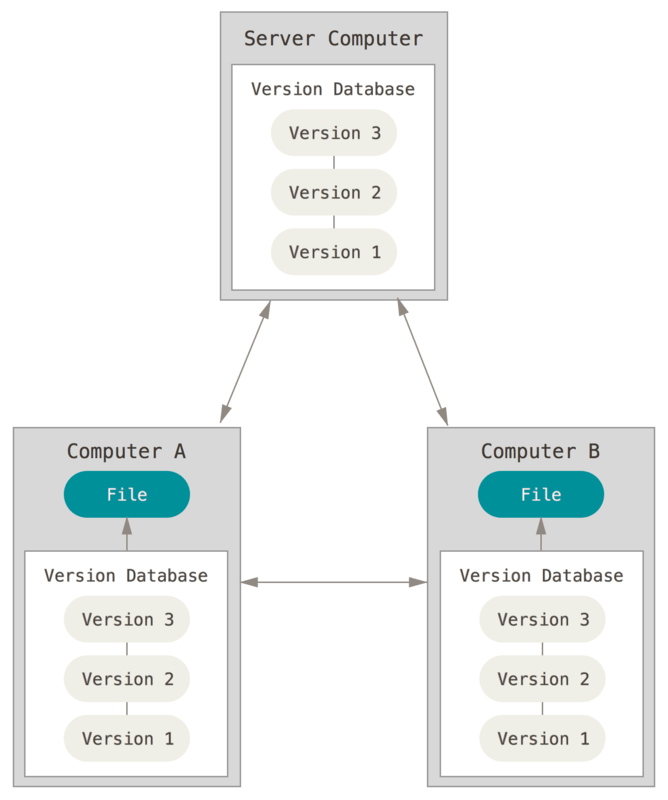 Server Computer
Version Database
Version 3
Version 2
Version 1
Computer A
File
Version Database
Version 3
Version 2
Version 1
Computer B
File
Version Database
Version 3
Version 2
Version 1